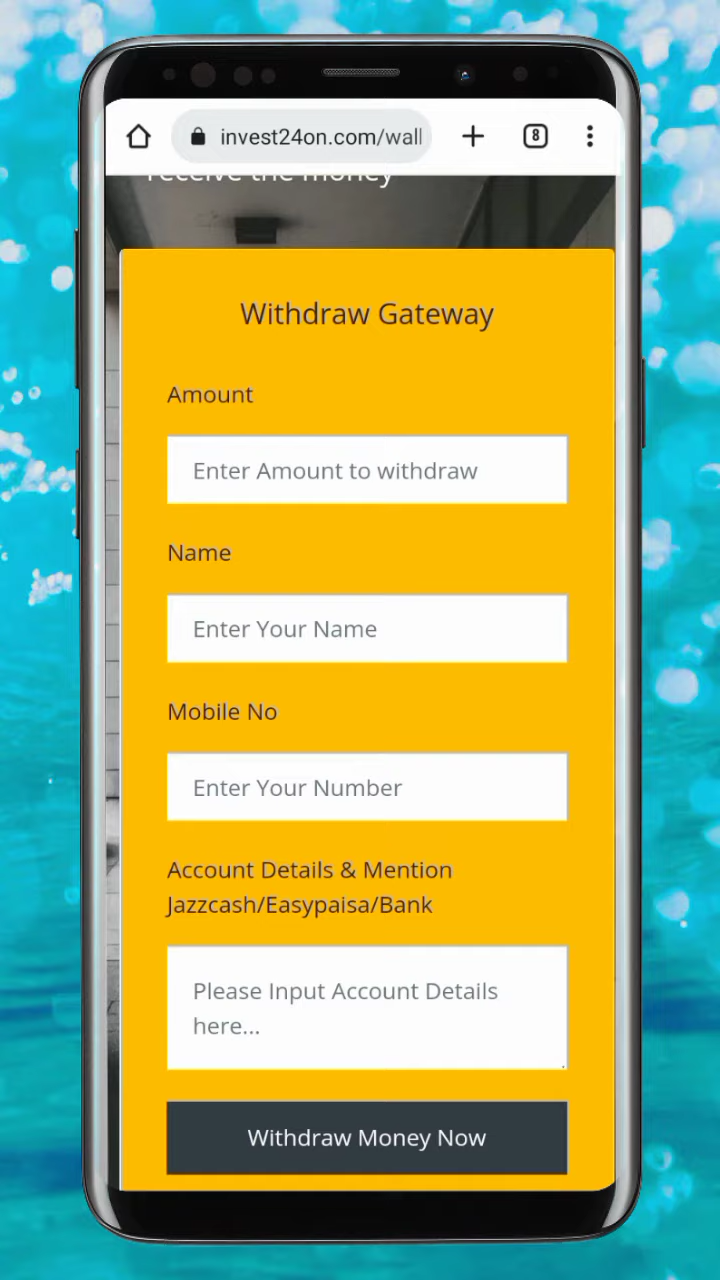 invest24on.com/wall
8
receive the money
Withdraw Gateway
Amount
Enter Amount to withdraw
Name
Enter Your Name
Mobile No
Enter Your Number
Account Details & Mention
Jazzcash/Easypaisa/Bank
Please Input Account Details
here...
Withdraw Money Now